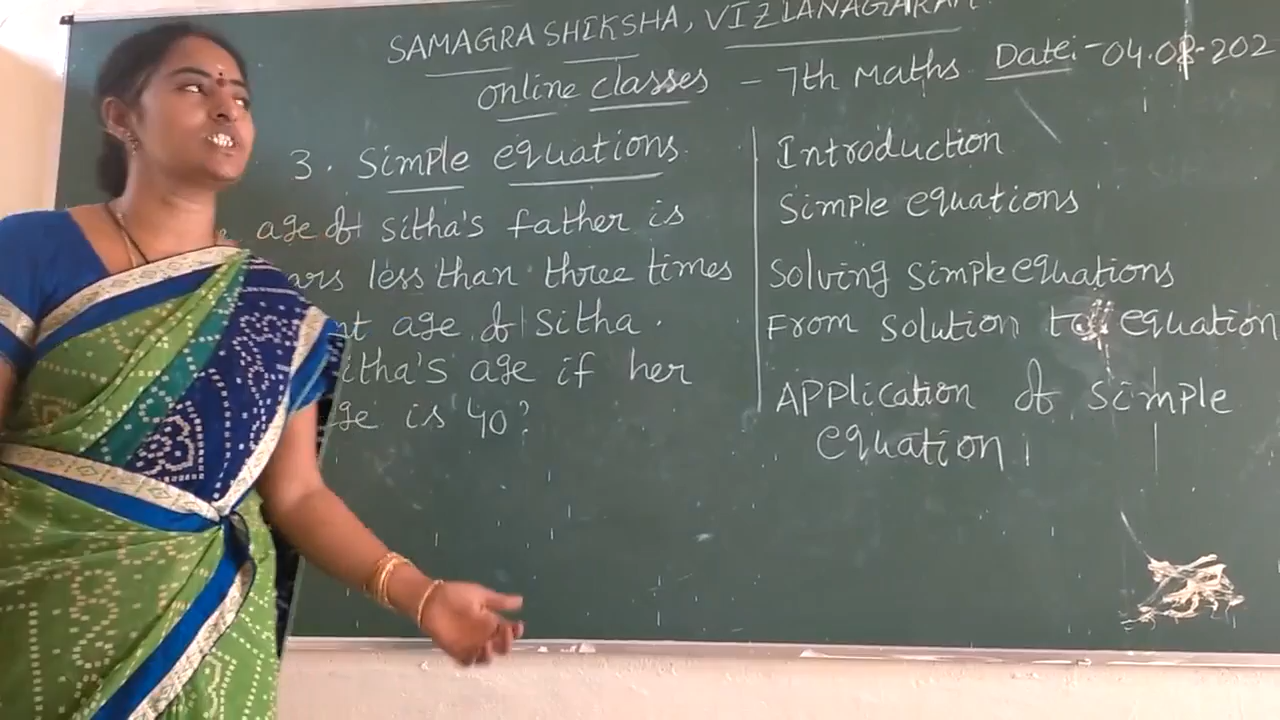 SAMAGRA SHIKSHA, VIZIANAGARAM
online classes - 7th Maths Date:- 04.08.202
3. Simple equations
age of Sitha's father is
less than three times
age of Sitha.
age if her
is 40?
Introduction
Simple equations
Solving Simple equations
From Solution to equation
Application of Simple
equation